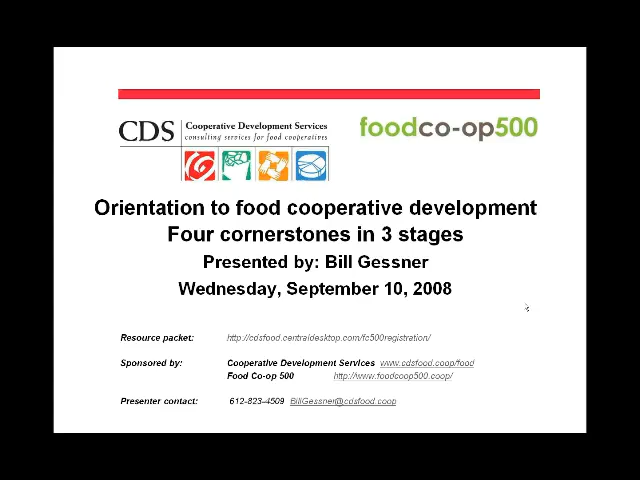 CDS Cooperative Development Services
consulting services for food cooperatives
foodco-op500
Orientation to food cooperative development
Four cornerstones in 3 stages
Presented by: Bill Gessner
Wednesday, September 10, 2008
Resource packet: http://cdsfood.centraldesktop.com/fc500registration/
Sponsored by: Cooperative Development Services www.cdsfood.coop/food
Food Co-op 500 http://www.foodcoop500.coop/
Presenter contact: 612-823-4509 BillGessner@cdsfood.coop